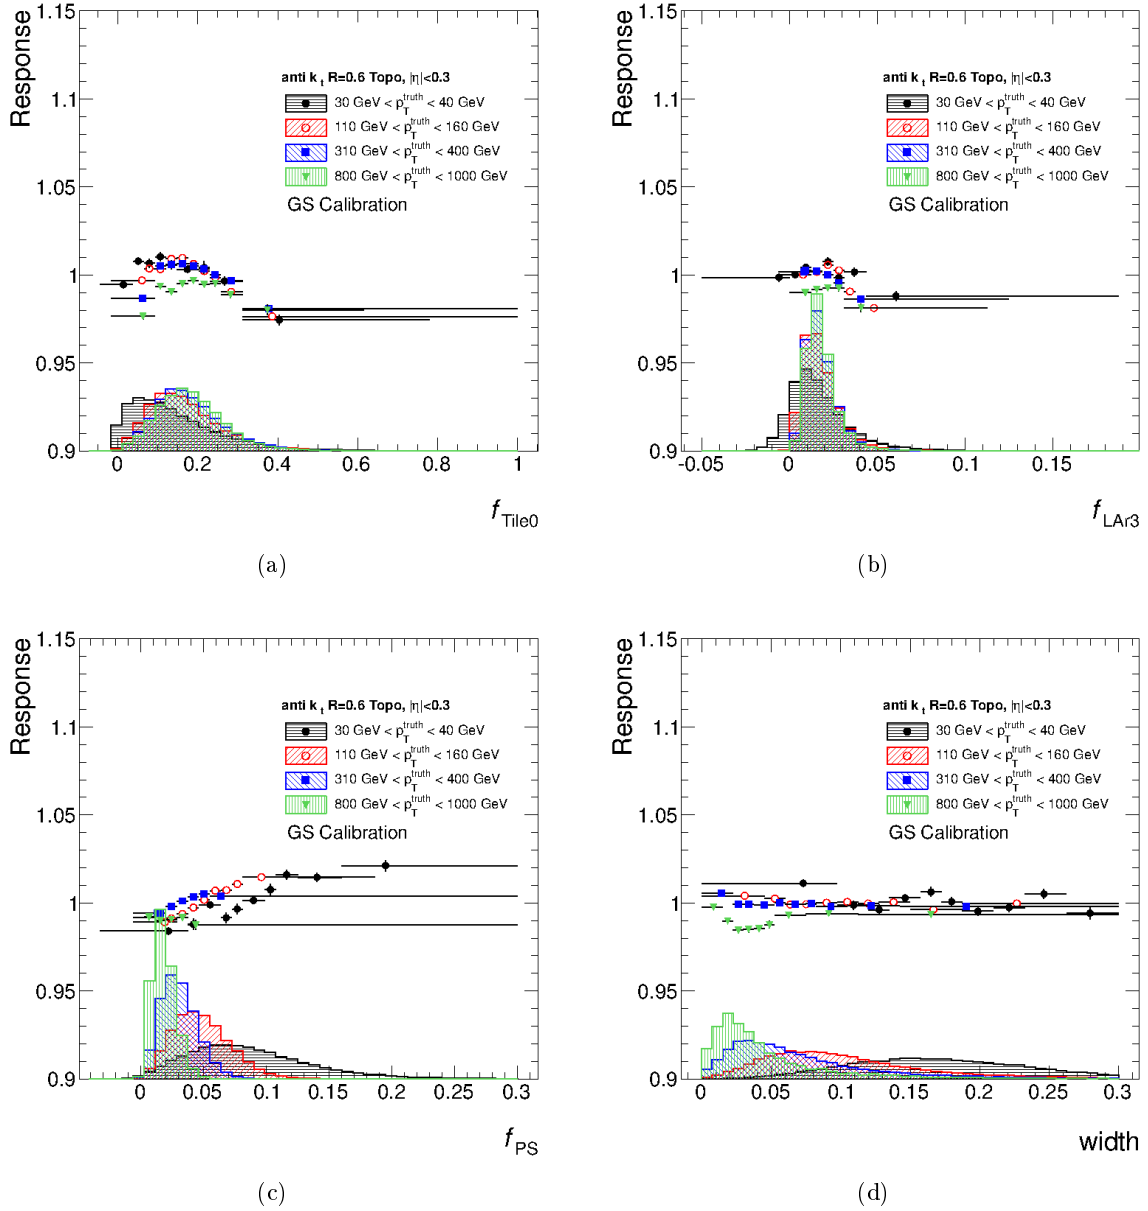 Response
1.15
1.1
1.05
1
0.95
0.9
anti k t R=0.6 Topo, |η|<0.3
30 GeV < p_T^truth < 40 GeV
110 GeV < p_T^truth < 160 GeV
310 GeV < p_T^truth < 400 GeV
800 GeV < p_T^truth < 1000 GeV
GS Calibration
0 0.2 0.4 0.6 0.8 1
f_Tile0
(a)
Response
1.15
1.1
1.05
1
0.95
0.9
anti k t R=0.6 Topo, |η|<0.3
30 GeV < p_T^truth < 40 GeV
110 GeV < p_T^truth < 160 GeV
310 GeV < p_T^truth < 400 GeV
800 GeV < p_T^truth < 1000 GeV
GS Calibration
-0.05 0 0.05 0.1 0.15
f_LAr3
(b)
Response
1.15
1.1
1.05
1
0.95
0.9
anti k t R=0.6 Topo, |η|<0.3
30 GeV < p_T^truth < 40 GeV
110 GeV < p_T^truth < 160 GeV
310 GeV < p_T^truth < 400 GeV
800 GeV < p_T^truth < 1000 GeV
GS Calibration
0 0.05 0.1 0.15 0.2 0.25 0.3
f_PS
(c)
Response
1.15
1.1
1.05
1
0.95
0.9
anti k t R=0.6 Topo, |η|<0.3
30 GeV < p_T^truth < 40 GeV
110 GeV < p_T^truth < 160 GeV
310 GeV < p_T^truth < 400 GeV
800 GeV < p_T^truth < 1000 GeV
GS Calibration
0 0.05 0.1 0.15 0.2 0.25 0.3
width
(d)